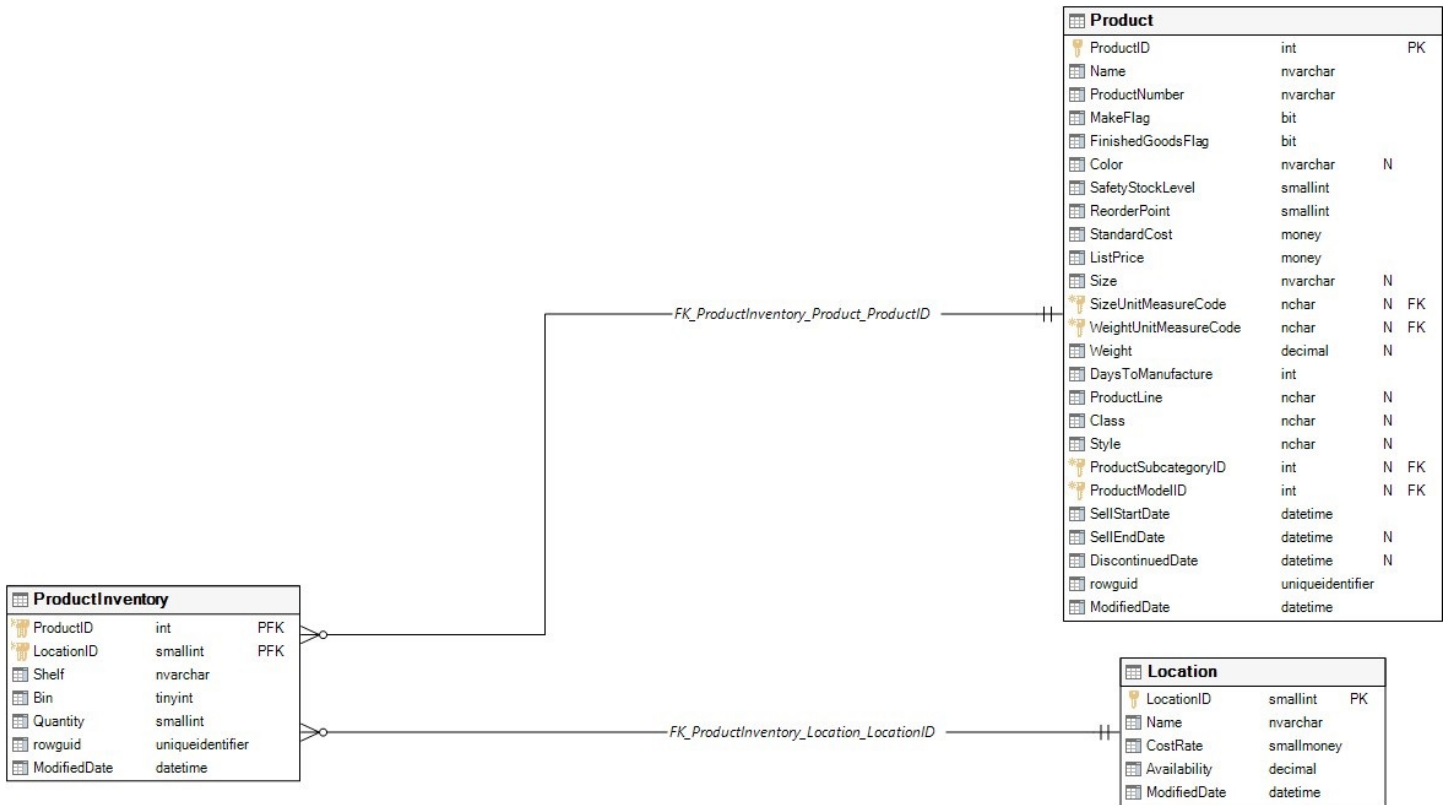 Product
ProductID int PK
Name nvarchar
ProductNumber nvarchar
MakeFlag bit
FinishedGoodsFlag bit
Color nvarchar N
SafetyStockLevel smallint
ReorderPoint smallint
StandardCost money
ListPrice money
Size nvarchar N
SizeUnitMeasureCode nchar N FK
WeightUnitMeasureCode nchar N FK
Weight decimal N
DaysToManufacture int
ProductLine nchar N
Class nchar N
Style nchar N
ProductSubcategoryID int N FK
ProductModelID int N FK
SellStartDate datetime
SellEndDate datetime N
DiscontinuedDate datetime N
rowguid uniqueidentifier
ModifiedDate datetime
FK_ProductInventory_Product_ProductID
ProductInventory
ProductID int PFK
LocationID smallint PFK
Shelf nvarchar
Bin tinyint
Quantity smallint
rowguid uniqueidentifier
ModifiedDate datetime
FK_ProductInventory_Location_LocationID
Location
LocationID smallint PK
Name nvarchar
CostRate smallmoney
Availability decimal
ModifiedDate datetime